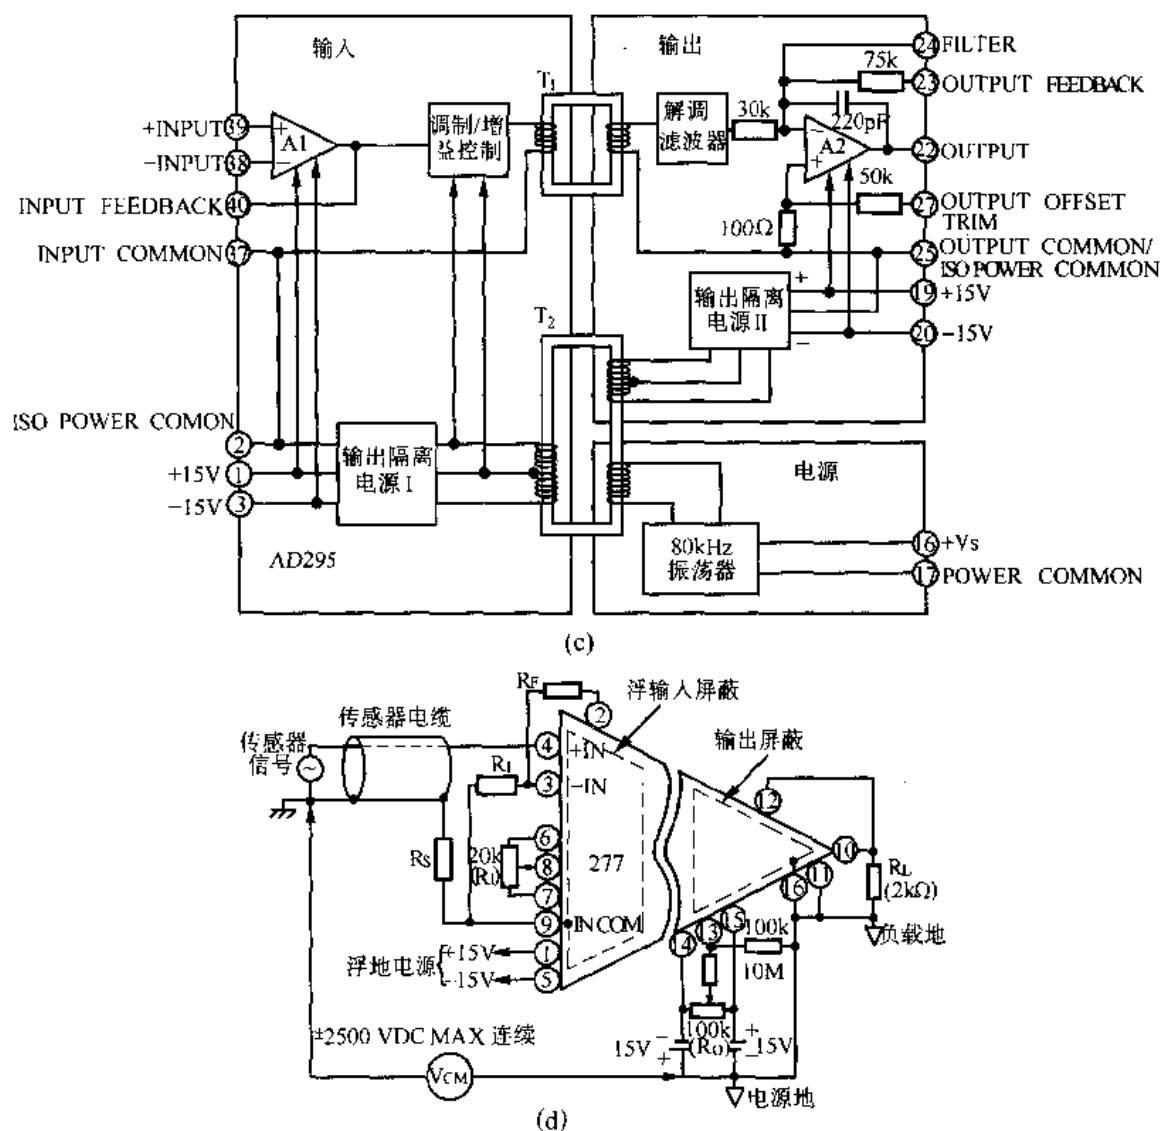 输入
输出
T1
24 FILTER
75k
23 OUTPUT FEEDBACK
解调
滤波器
30k
220pF
调制/增
益控制
+INPUT 39
+
A1
−
−INPUT 38
−
A2
+
22 OUTPUT
50k
INPUT FEEDBACK 40
27 OUTPUT OFFSET
TRIM
100Ω
INPUT COMMON 37
25 OUTPUT COMMON/
ISO POWER COMMON
输出隔离
电源II
+
−
19 +15V
20 −15V
T2
ISO POWER COMON
2
+15V 1
−15V 3
输出隔离
电源I
电源
80kHz
振荡器
16 +Vs
17 POWER COMMON
AD295
(c)
RF
2
浮输入屏蔽
传感器电缆
输出屏蔽
传感器
信号
4 +IN
RI
3 −IN
12
6
20k
(RI)
8
7
277
RS
9 INCOM
10
11
16
RL
(2kΩ)
负载地
浮地电源
+15V 1
−15V 5
14
13
15
100k
10M
100k
(RO)
15V
−
+
+
−
15V
±2500 VDC MAX 连续
VCM
电源地
(d)